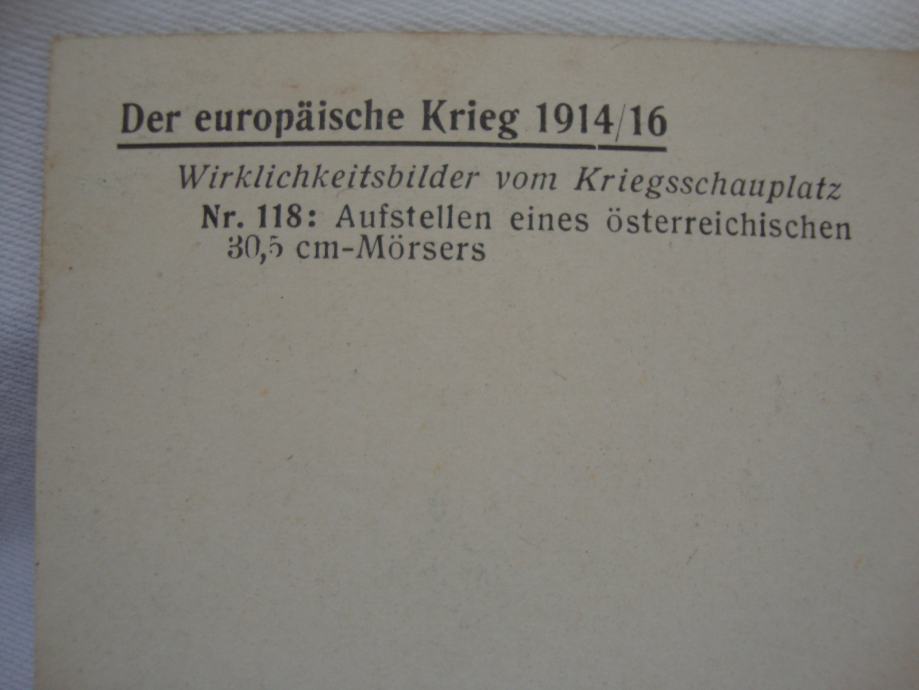 Der europäische Krieg 1914/16
Wirklichkeitsbilder vom Kriegsschauplatz
Nr. 118: Aufstellen eines österreichischen
30,5 cm-Mörsers